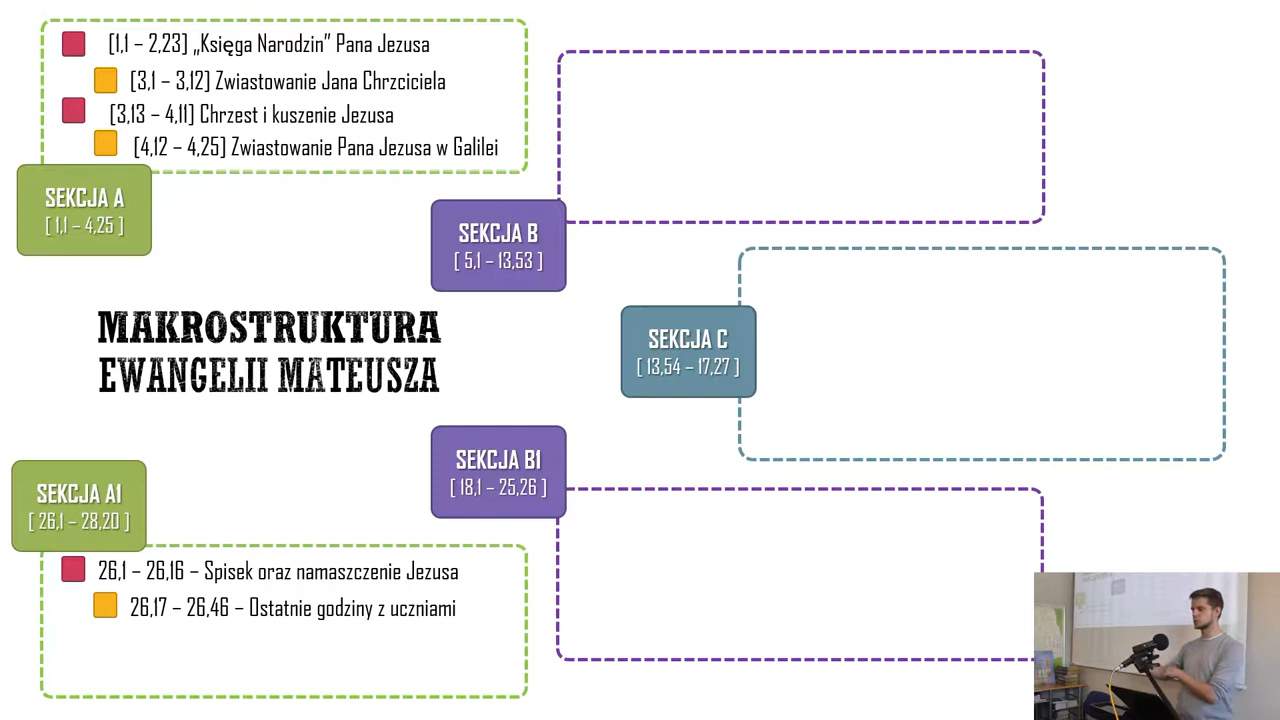 [1,1 – 2,23] „Księga Narodzin” Pana Jezusa
[3,1 – 3,12] Zwiastowanie Jana Chrzciciela
[3,13 – 4,11] Chrzest i kuszenie Jezusa
[4,12 – 4,25] Zwiastowanie Pana Jezusa w Galilei
SEKCJA A
[ 1,1 – 4,25 ]
SEKCJA B
[ 5,1 – 13,53 ]
SEKCJA C
[ 13,54 – 17,27 ]
MAKROSTRUKTURA
EWANGELII MATEUSZA
SEKCJA B1
[ 18,1 – 25,26 ]
SEKCJA A1
[ 26,1 – 28,20 ]
26,1 – 26,16 – Spisek oraz namaszczenie Jezusa
26,17 – 26,46 – Ostatnie godziny z uczniami